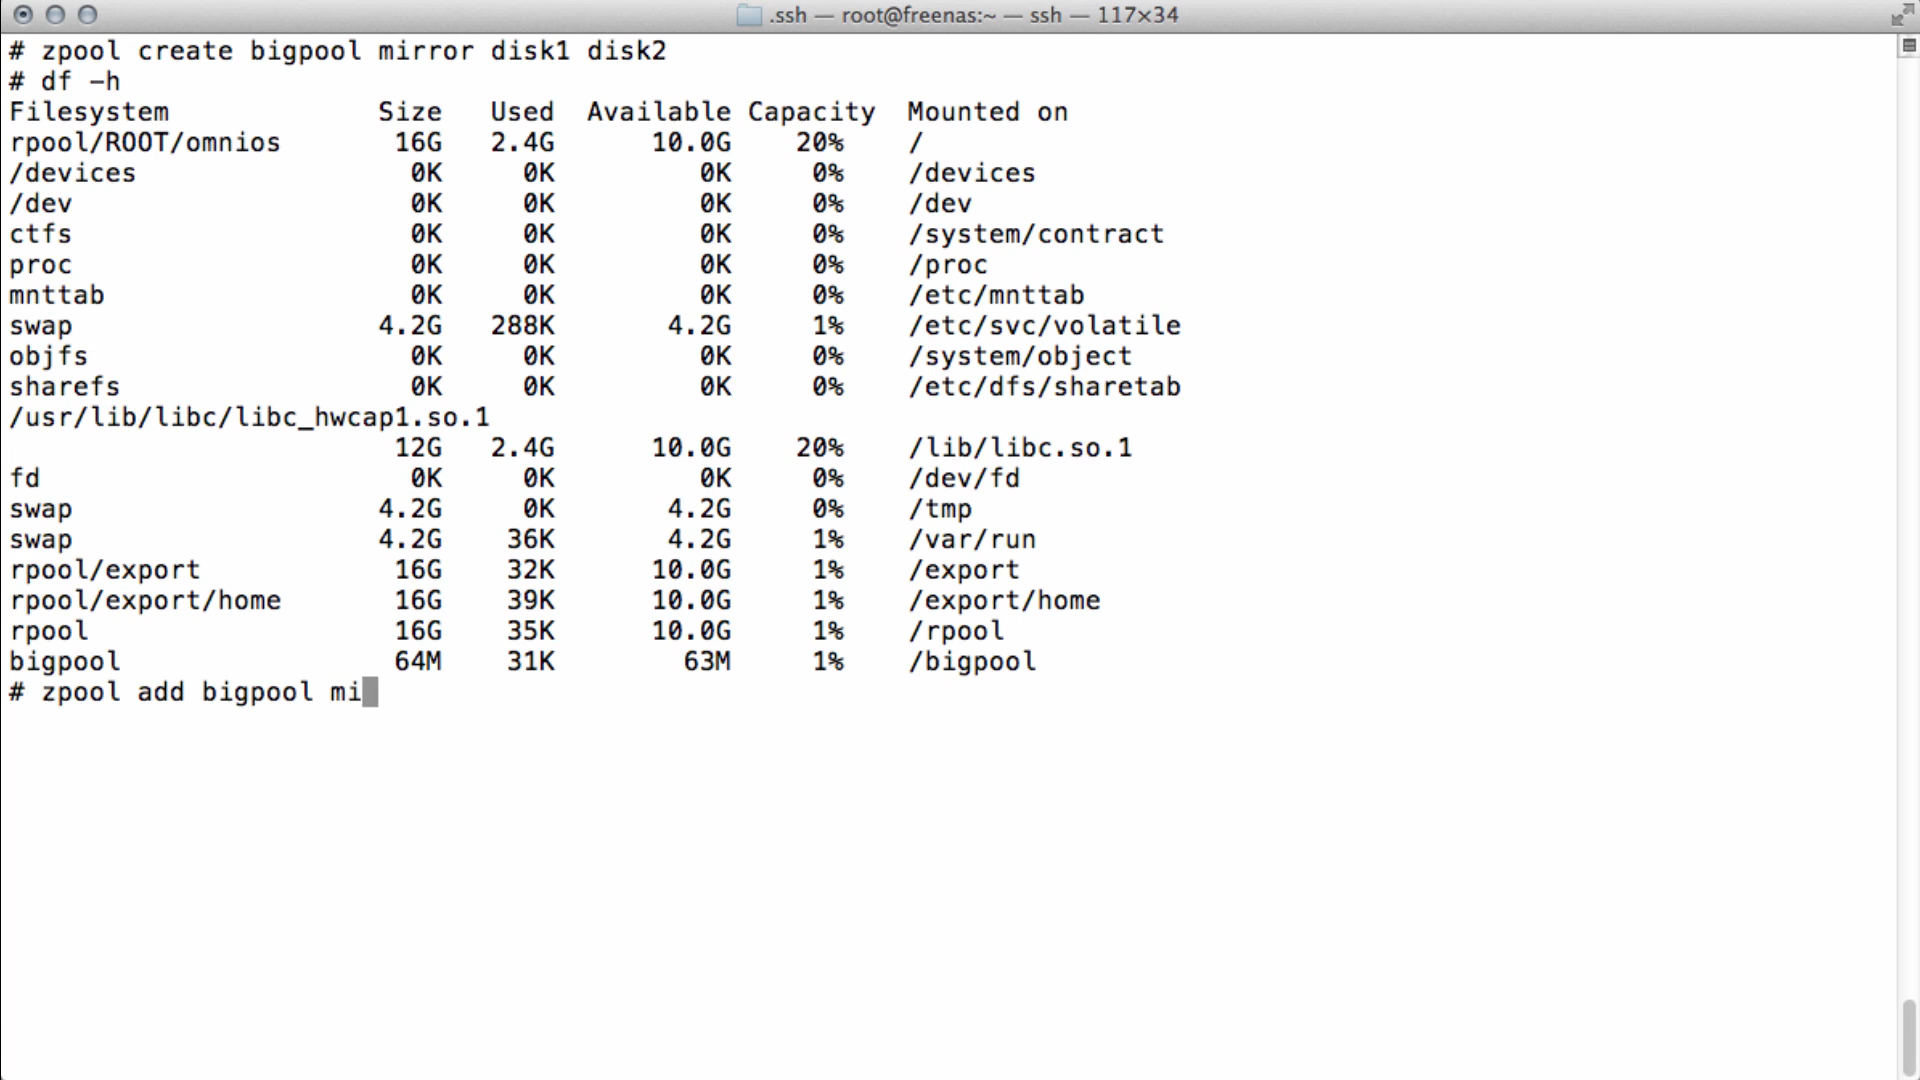 .ssh — root@freenas:~ — ssh — 117×34
# zpool create bigpool mirror disk1 disk2
# df -h
Filesystem Size Used Available Capacity Mounted on
rpool/ROOT/omnios 16G 2.4G 10.0G 20% /
/devices 0K 0K 0K 0% /devices
/dev 0K 0K 0K 0% /dev
ctfs 0K 0K 0K 0% /system/contract
proc 0K 0K 0K 0% /proc
mnttab 0K 0K 0K 0% /etc/mnttab
swap 4.2G 288K 4.2G 1% /etc/svc/volatile
objfs 0K 0K 0K 0% /system/object
sharefs 0K 0K 0K 0% /etc/dfs/sharetab
/usr/lib/libc/libc_hwcap1.so.1
12G 2.4G 10.0G 20% /lib/libc.so.1
fd 0K 0K 0K 0% /dev/fd
swap 4.2G 0K 4.2G 0% /tmp
swap 4.2G 36K 4.2G 1% /var/run
rpool/export 16G 32K 10.0G 1% /export
rpool/export/home 16G 39K 10.0G 1% /export/home
rpool 16G 35K 10.0G 1% /rpool
bigpool 64M 31K 63M 1% /bigpool
# zpool add bigpool mi